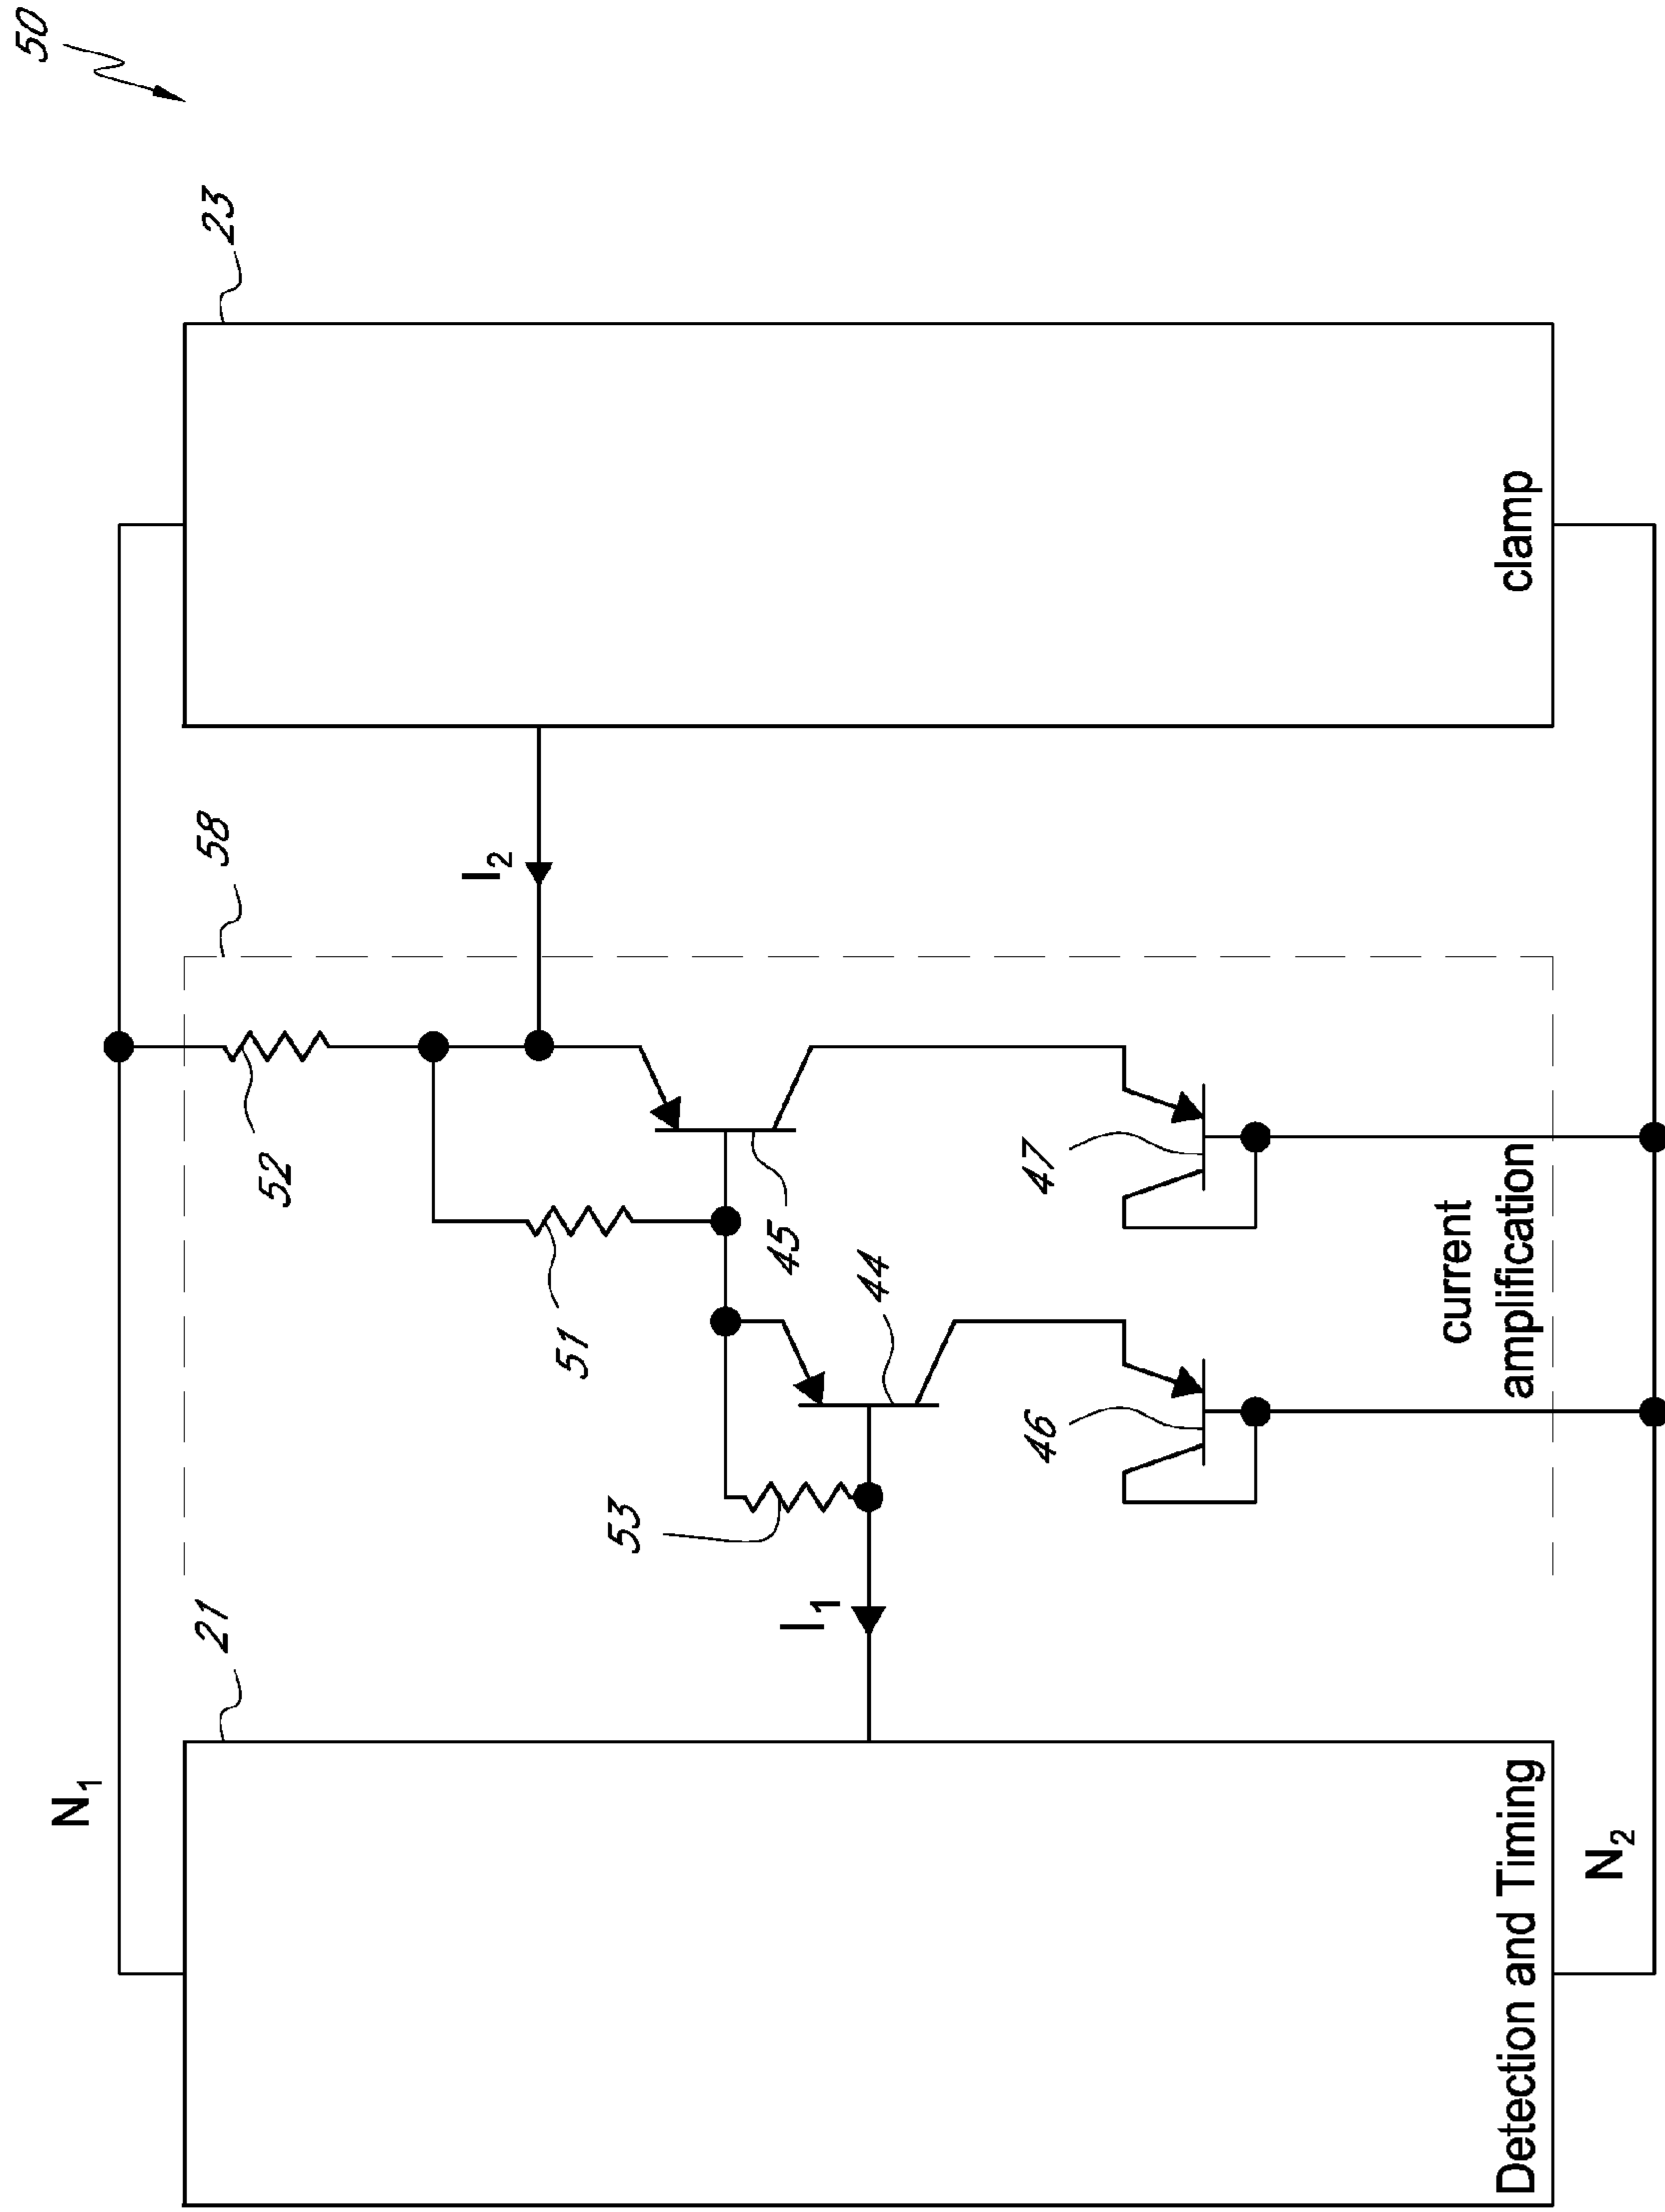 50
N1
21
58
23
52
I2
51
53
45
44
I1
47
46
current
amplification
clamp
Detection and Timing
N2